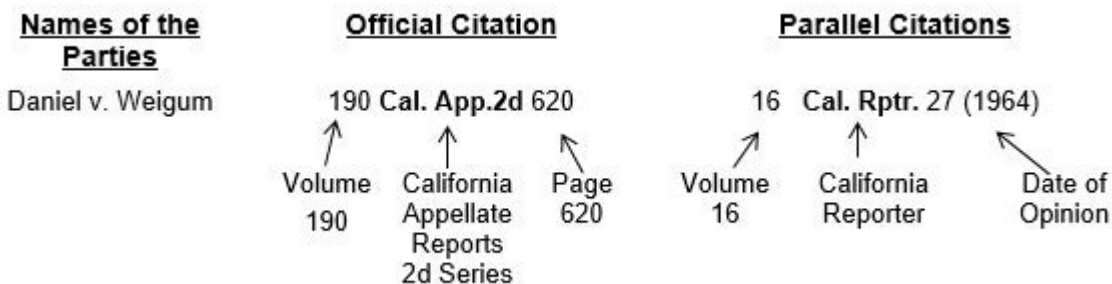 Names of the Parties
Official Citation
Parallel Citations
Daniel v. Weigum
190 Cal. App.2d 620
16 Cal. Rptr. 27 (1964)
Volume
190
California
Appellate
Reports
2d Series
Page
620
Volume
16
California
Reporter
Date of
Opinion